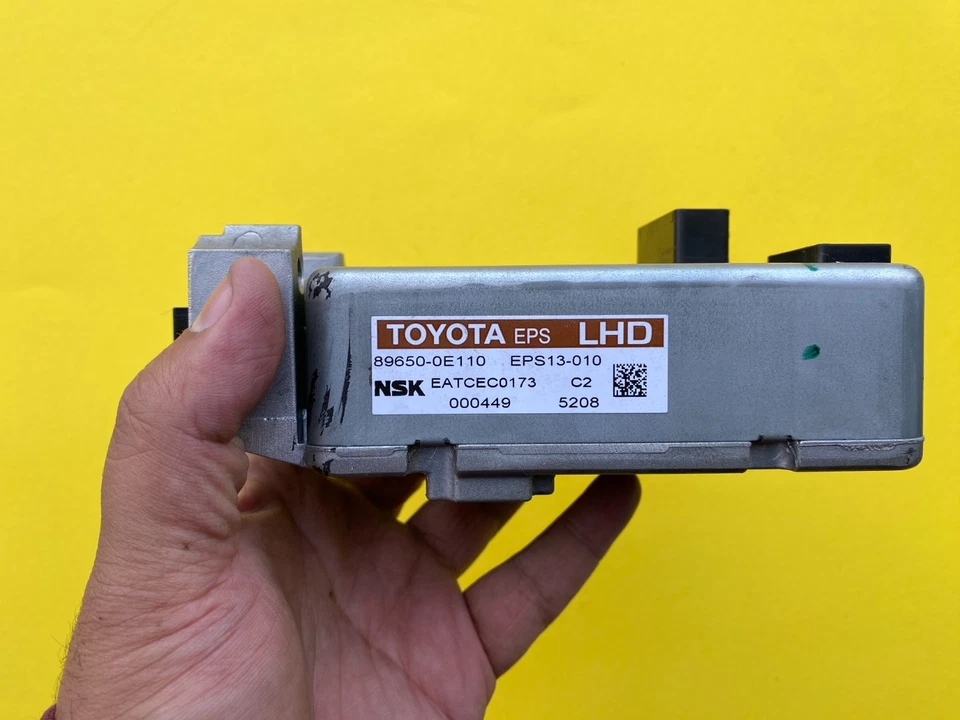 TOYOTA EPS LHD
89650-0E110 EPS13-010
NSK EATCEC0173 C2
000449 5208